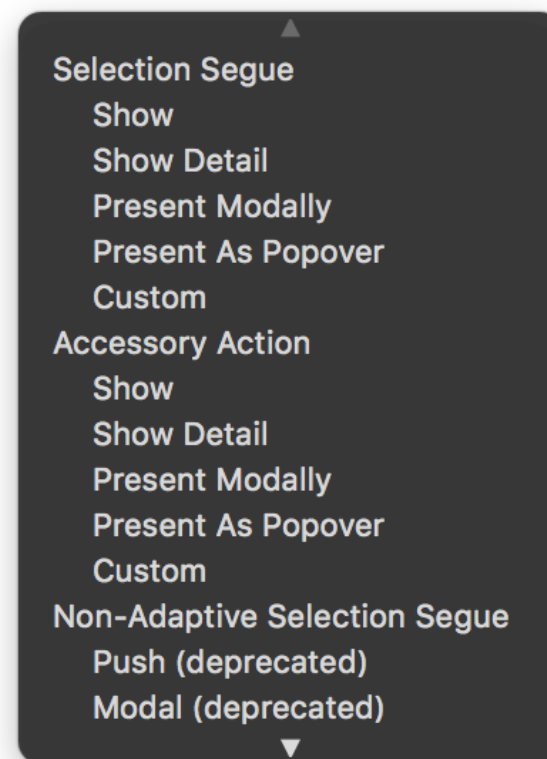 Selection Segue
Show
Show Detail
Present Modally
Present As Popover
Custom
Accessory Action
Show
Show Detail
Present Modally
Present As Popover
Custom
Non-Adaptive Selection Segue
Push (deprecated)
Modal (deprecated)